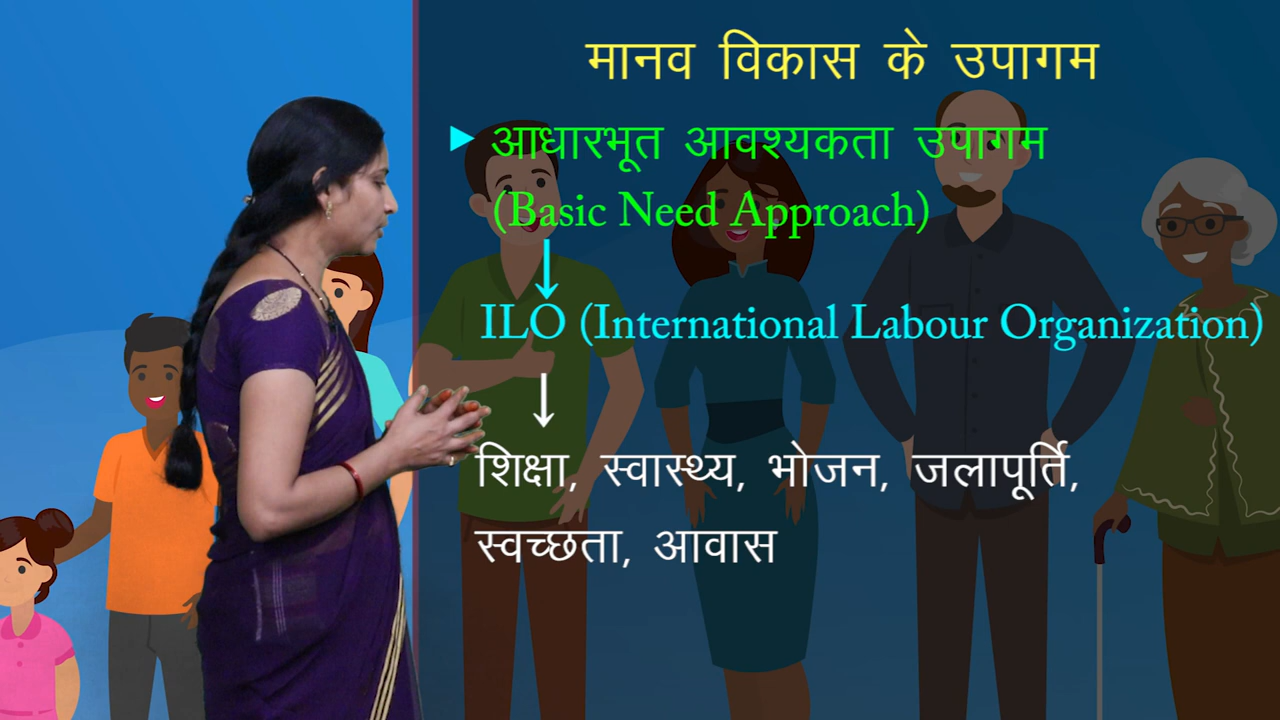 मानव विकास के उपागम
आधारभूत आवश्यकता उपागम
(Basic Need Approach)
ILO (International Labour Organization)
शिक्षा, स्वास्थ्य, भोजन, जलापूर्ति,
स्वच्छता, आवास